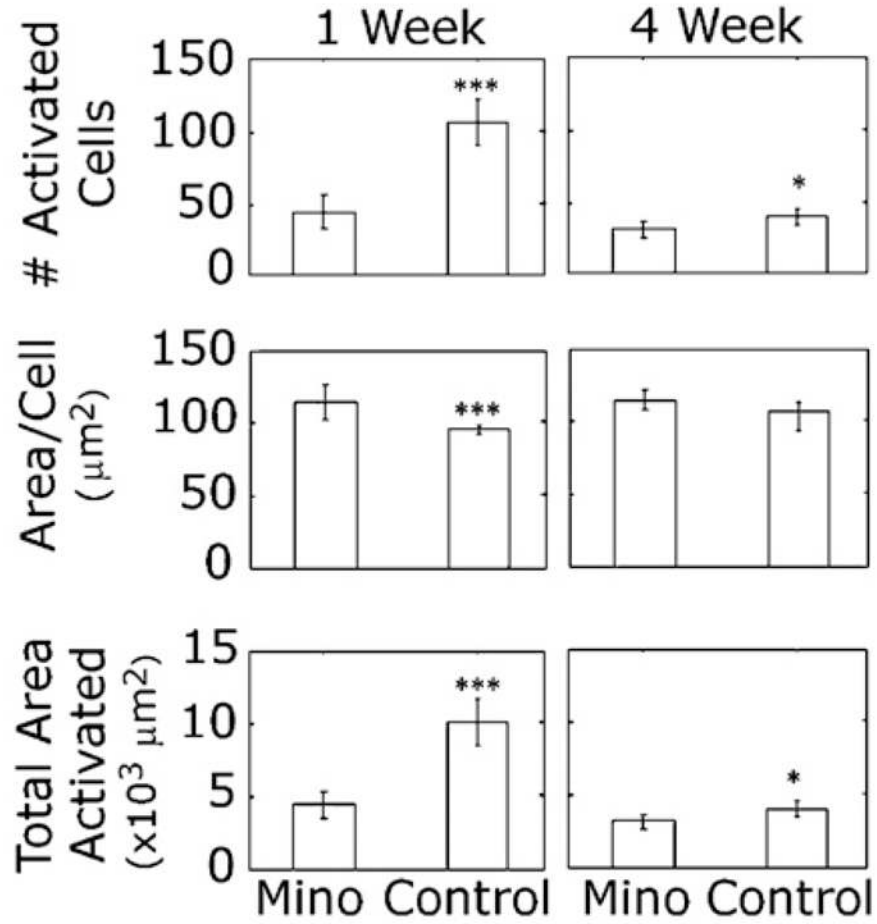 1 Week
4 Week
# Activated
Cells
150
100
50
0
***
*
Area/Cell
(μm²)
150
100
50
0
***
Total Area
Activated
(x10³ μm²)
15
10
5
0
***
*
Mino Control
Mino Control